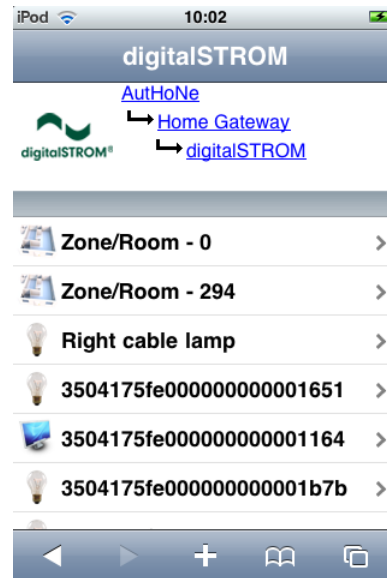 iPod 10:02
digitalSTROM
AutHoNe
Home Gateway
digitalSTROM
digitalSTROM®
Zone/Room - 0
Zone/Room - 294
Right cable lamp
3504175fe000000000001651
3504175fe000000000001164
3504175fe000000000001b7b